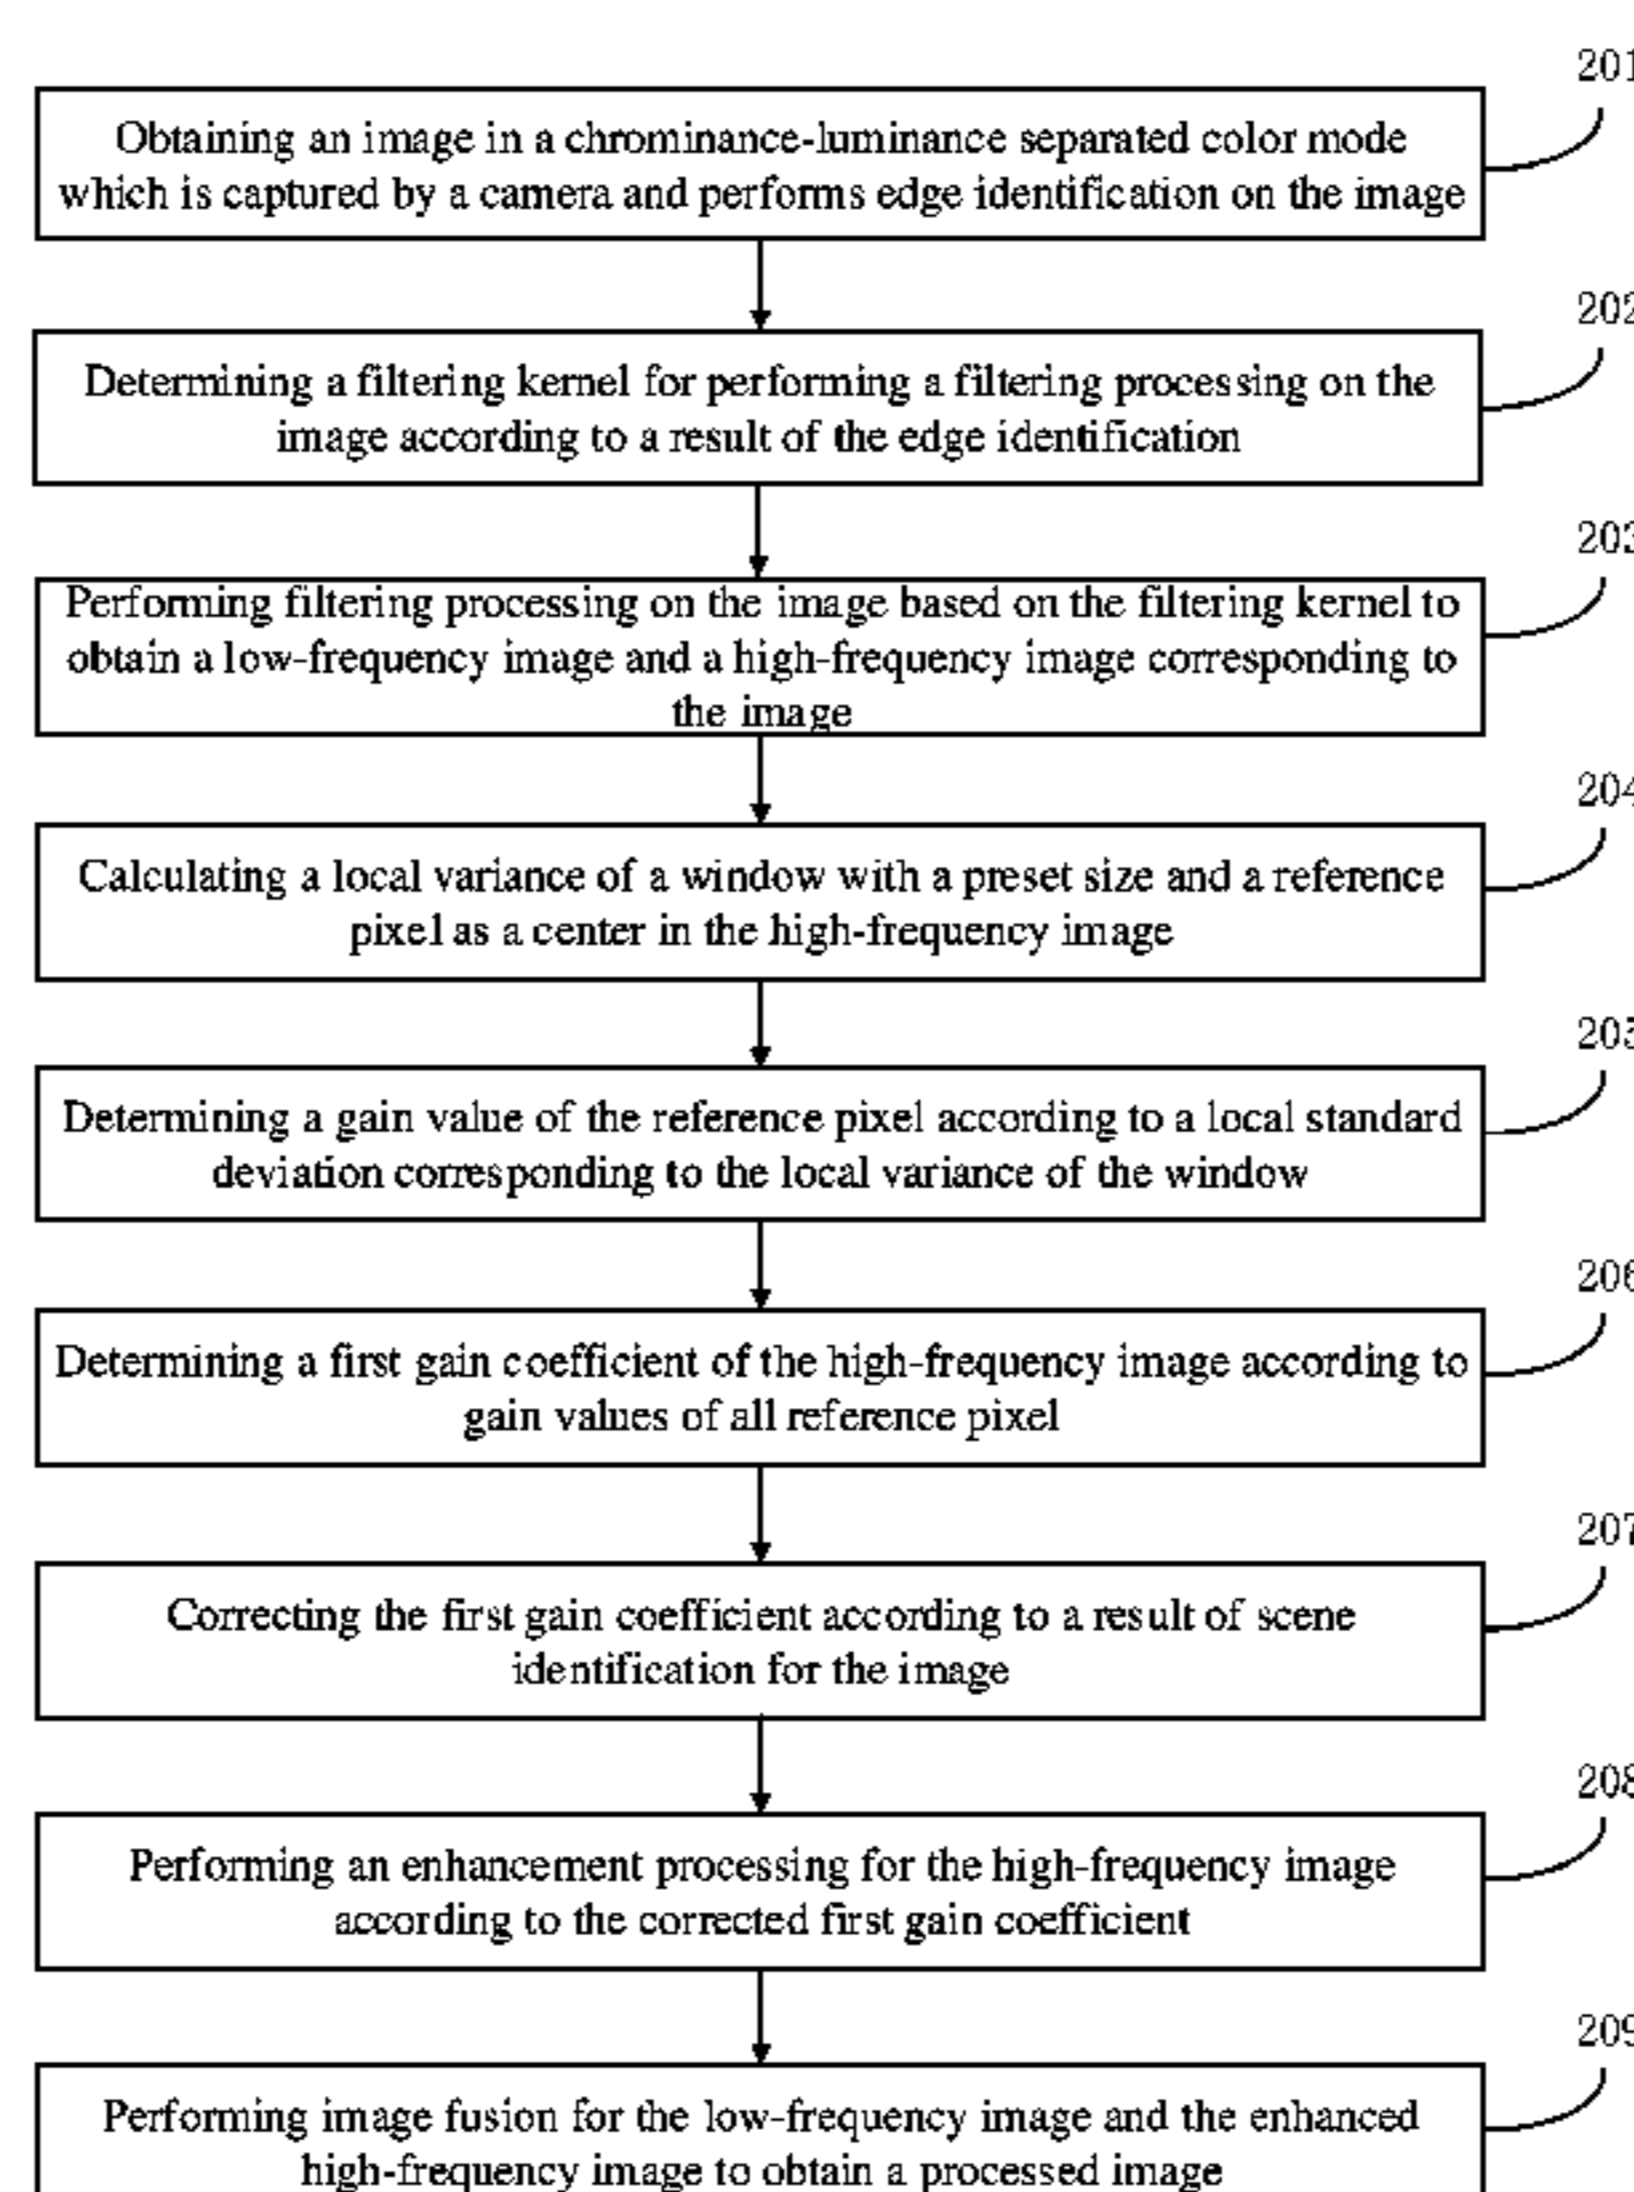 201
Obtaining an image in a chrominance-luminance separated color mode
which is captured by a camera and performs edge identification on the image
202
Determining a filtering kernel for performing a filtering processing on the
image according to a result of the edge identification
203
Performing filtering processing on the image based on the filtering kernel to
obtain a low-frequency image and a high-frequency image corresponding to
the image
204
Calculating a local variance of a window with a preset size and a reference
pixel as a center in the high-frequency image
205
Determining a gain value of the reference pixel according to a local standard
deviation corresponding to the local variance of the window
206
Determining a first gain coefficient of the high-frequency image according to
gain values of all reference pixel
207
Correcting the first gain coefficient according to a result of scene
identification for the image
208
Performing an enhancement processing for the high-frequency image
according to the corrected first gain coefficient
209
Performing image fusion for the low-frequency image and the enhanced
high-frequency image to obtain a processed image